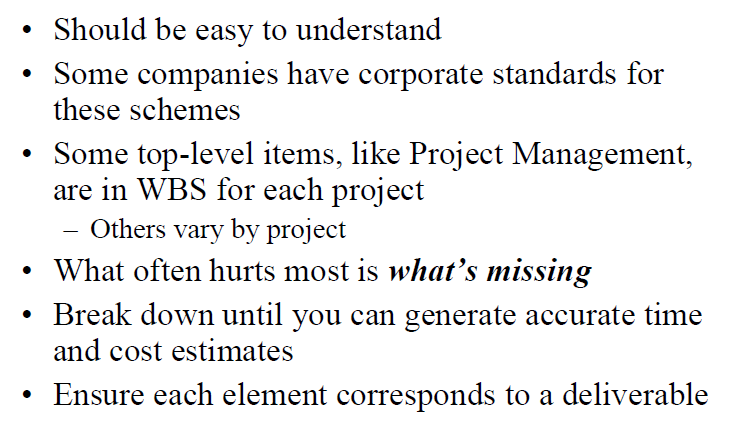 • Should be easy to understand
• Some companies have corporate standards for
these schemes
• Some top-level items, like Project Management,
are in WBS for each project
– Others vary by project
• What often hurts most is what’s missing
• Break down until you can generate accurate time
and cost estimates
• Ensure each element corresponds to a deliverable